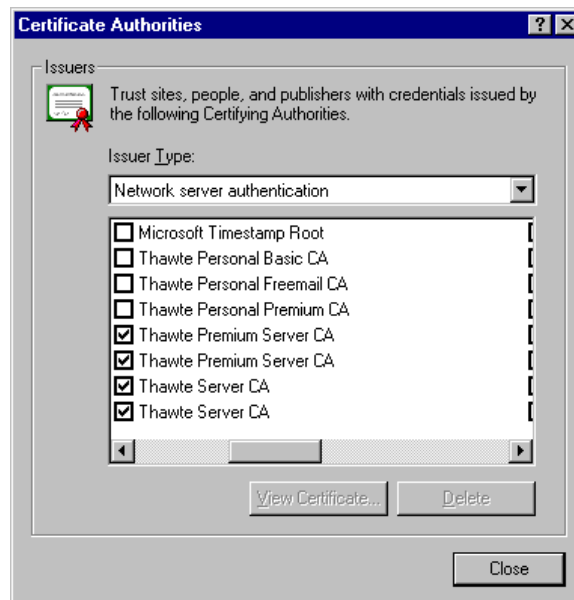 Certificate Authorities
Issuers
Trust sites, people, and publishers with credentials issued by
the following Certifying Authorities.
Issuer Type:
Network server authentication
Microsoft Timestamp Root
Thawte Personal Basic CA
Thawte Personal Freemail CA
Thawte Personal Premium CA
Thawte Premium Server CA
Thawte Premium Server CA
Thawte Server CA
Thawte Server CA
View Certificate... Delete
Close